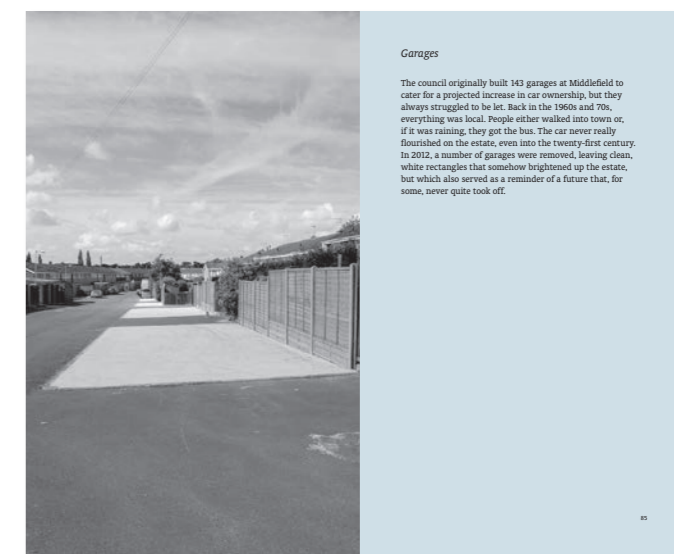 Garages
The council originally built 143 garages at Middlefield to
cater for a projected increase in car ownership, but they
always struggled to be let. Back in the 1960s and 70s,
everything was local. People either walked into town or,
if it was raining, they got the bus. The car never really
flourished on the estate, even into the twenty-first century.
In 2012, a number of garages were removed, leaving clean,
white rectangles that somehow brightened up the estate,
but which also served as a reminder of a future that, for
some, never quite took off.
85